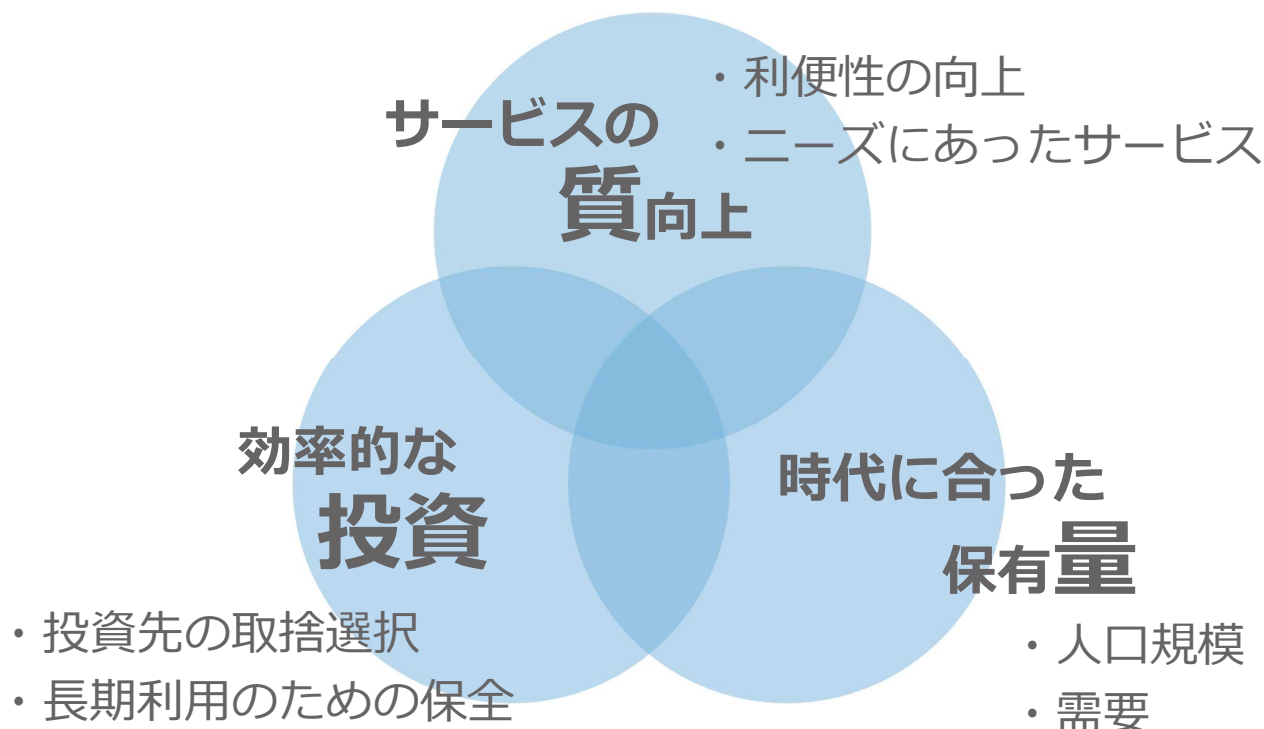 サービスの
質向上
・利便性の向上
・ニーズにあったサービス
効率的な
投資
・投資先の取捨選択
・長期利用のための保全
時代に合った
保有量
・人口規模
・需要